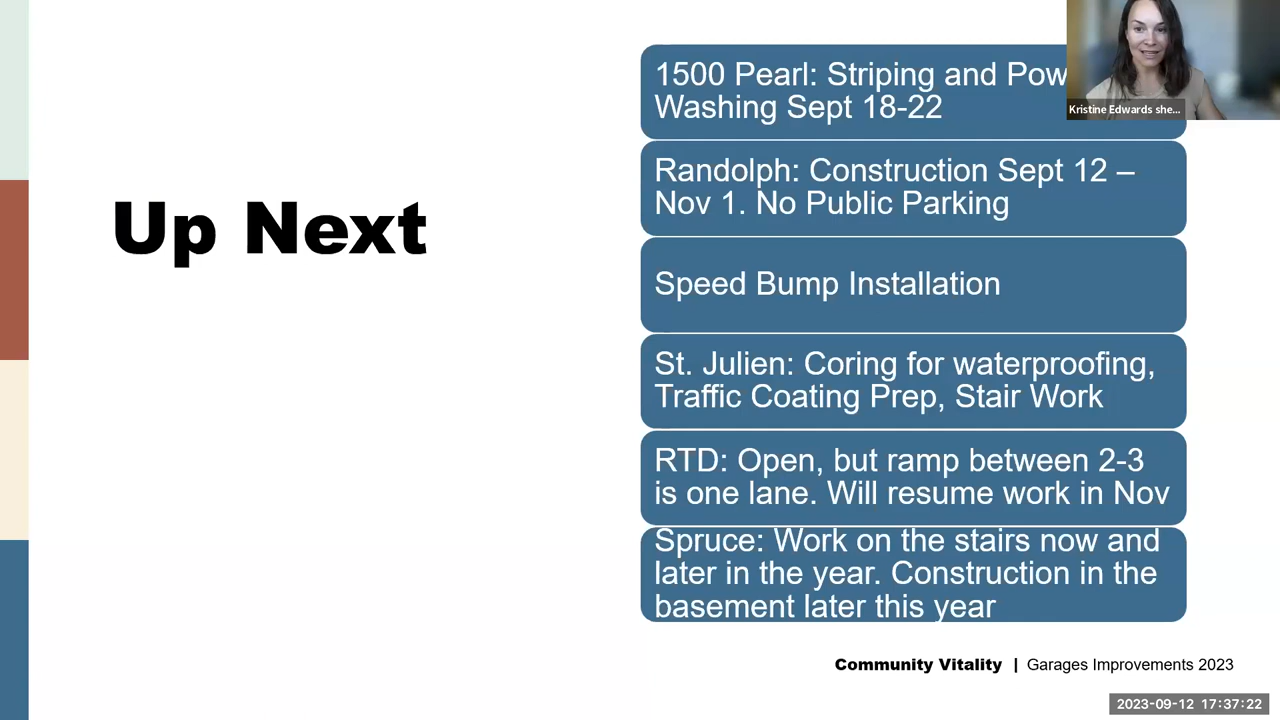 Up Next
1500 Pearl: Striping and Pow
Washing Sept 18-22
Randolph: Construction Sept 12 –
Nov 1. No Public Parking
Speed Bump Installation
St. Julien: Coring for waterproofing,
Traffic Coating Prep, Stair Work
RTD: Open, but ramp between 2-3
is one lane. Will resume work in Nov
Spruce: Work on the stairs now and
later in the year. Construction in the
basement later this year
Kristine Edwards she...
Community Vitality | Garages Improvements 2023
2023-09-12 17:37:22